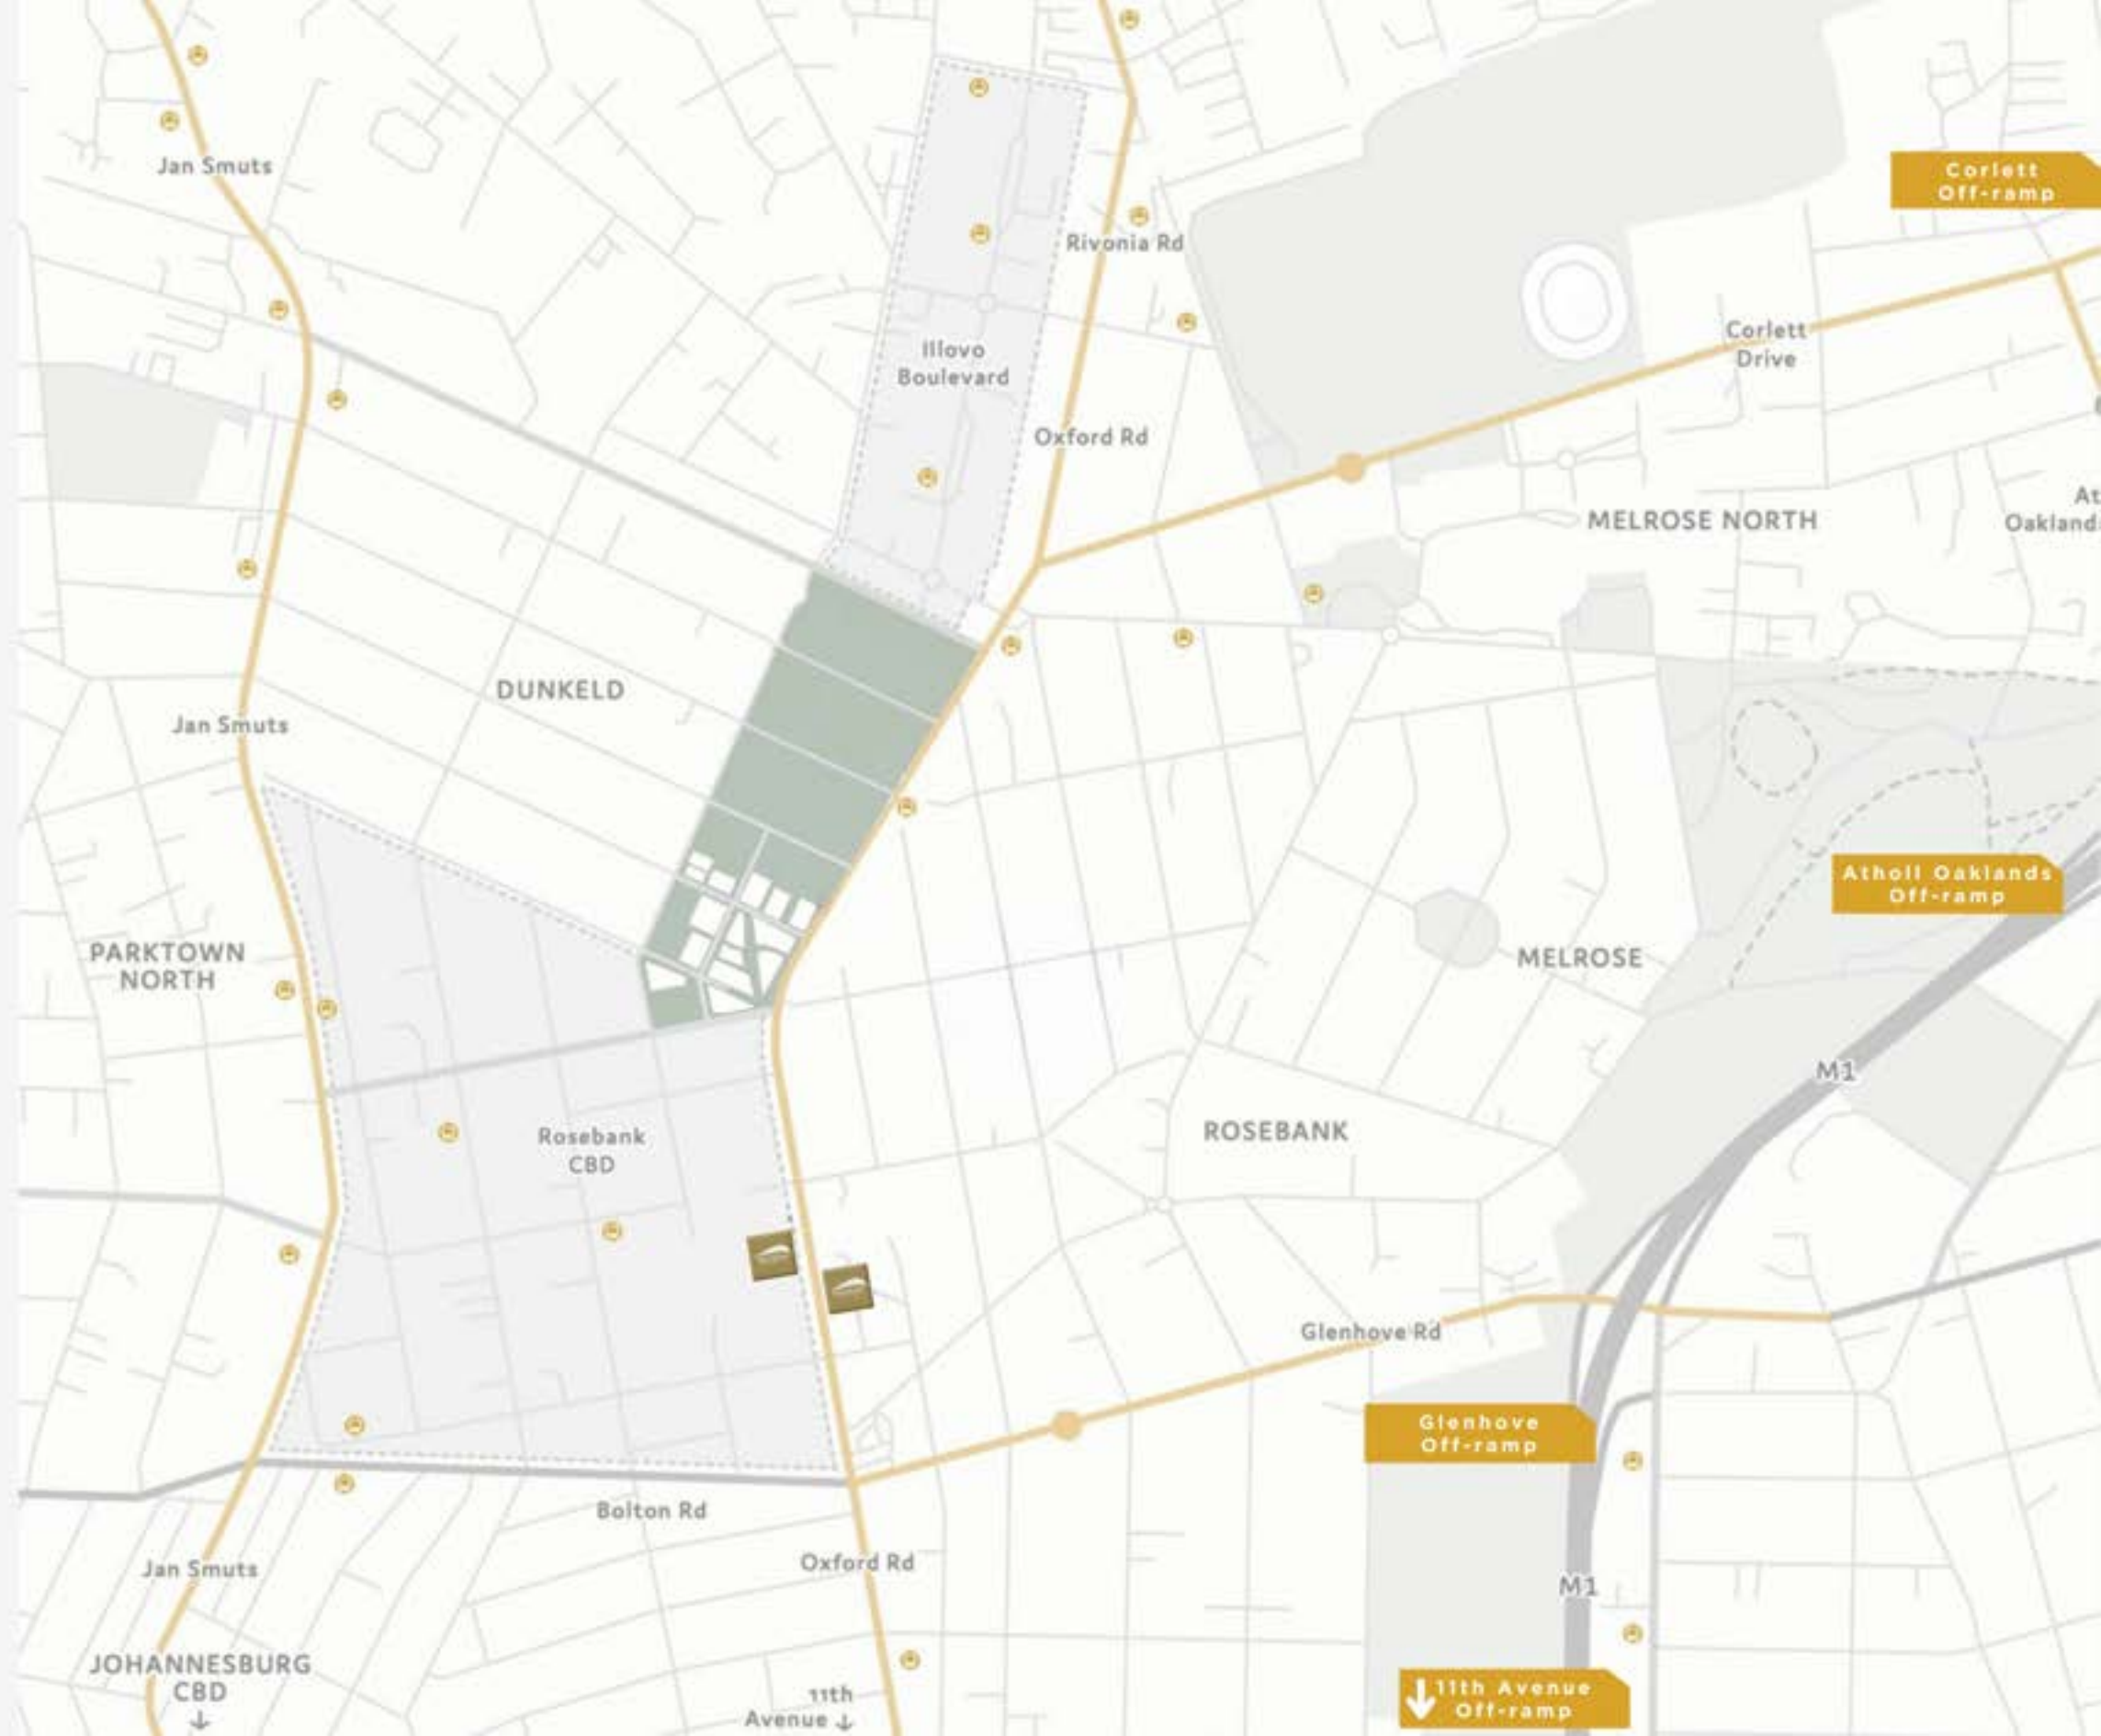 Jan Smuts
Corlett
Off-ramp
Rivonia Rd
Corlett
Drive
Illovo
Boulevard
Oxford Rd
MELROSE NORTH
At
Oakland
DUNKELD
Jan Smuts
Atholl Oaklands
Off-ramp
PARKTOWN
NORTH
MELROSE
M1
Rosebank
CBD
ROSEBANK
Glenhove Rd
Glenhove
Off-ramp
Bolton Rd
Oxford Rd
Jan Smuts
M1
JOHANNESBURG
CBD
↓
11th
Avenue ↓
↓ 11th Avenue
Off-ramp